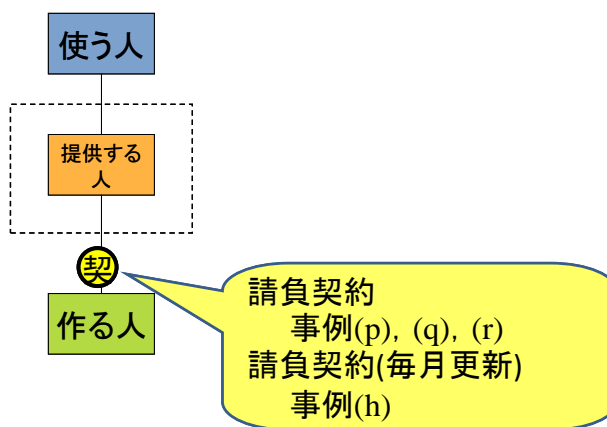 使う人
提供する
人
契
作る人
請負契約
事例(p), (q), (r)
請負契約(毎月更新)
事例(h)